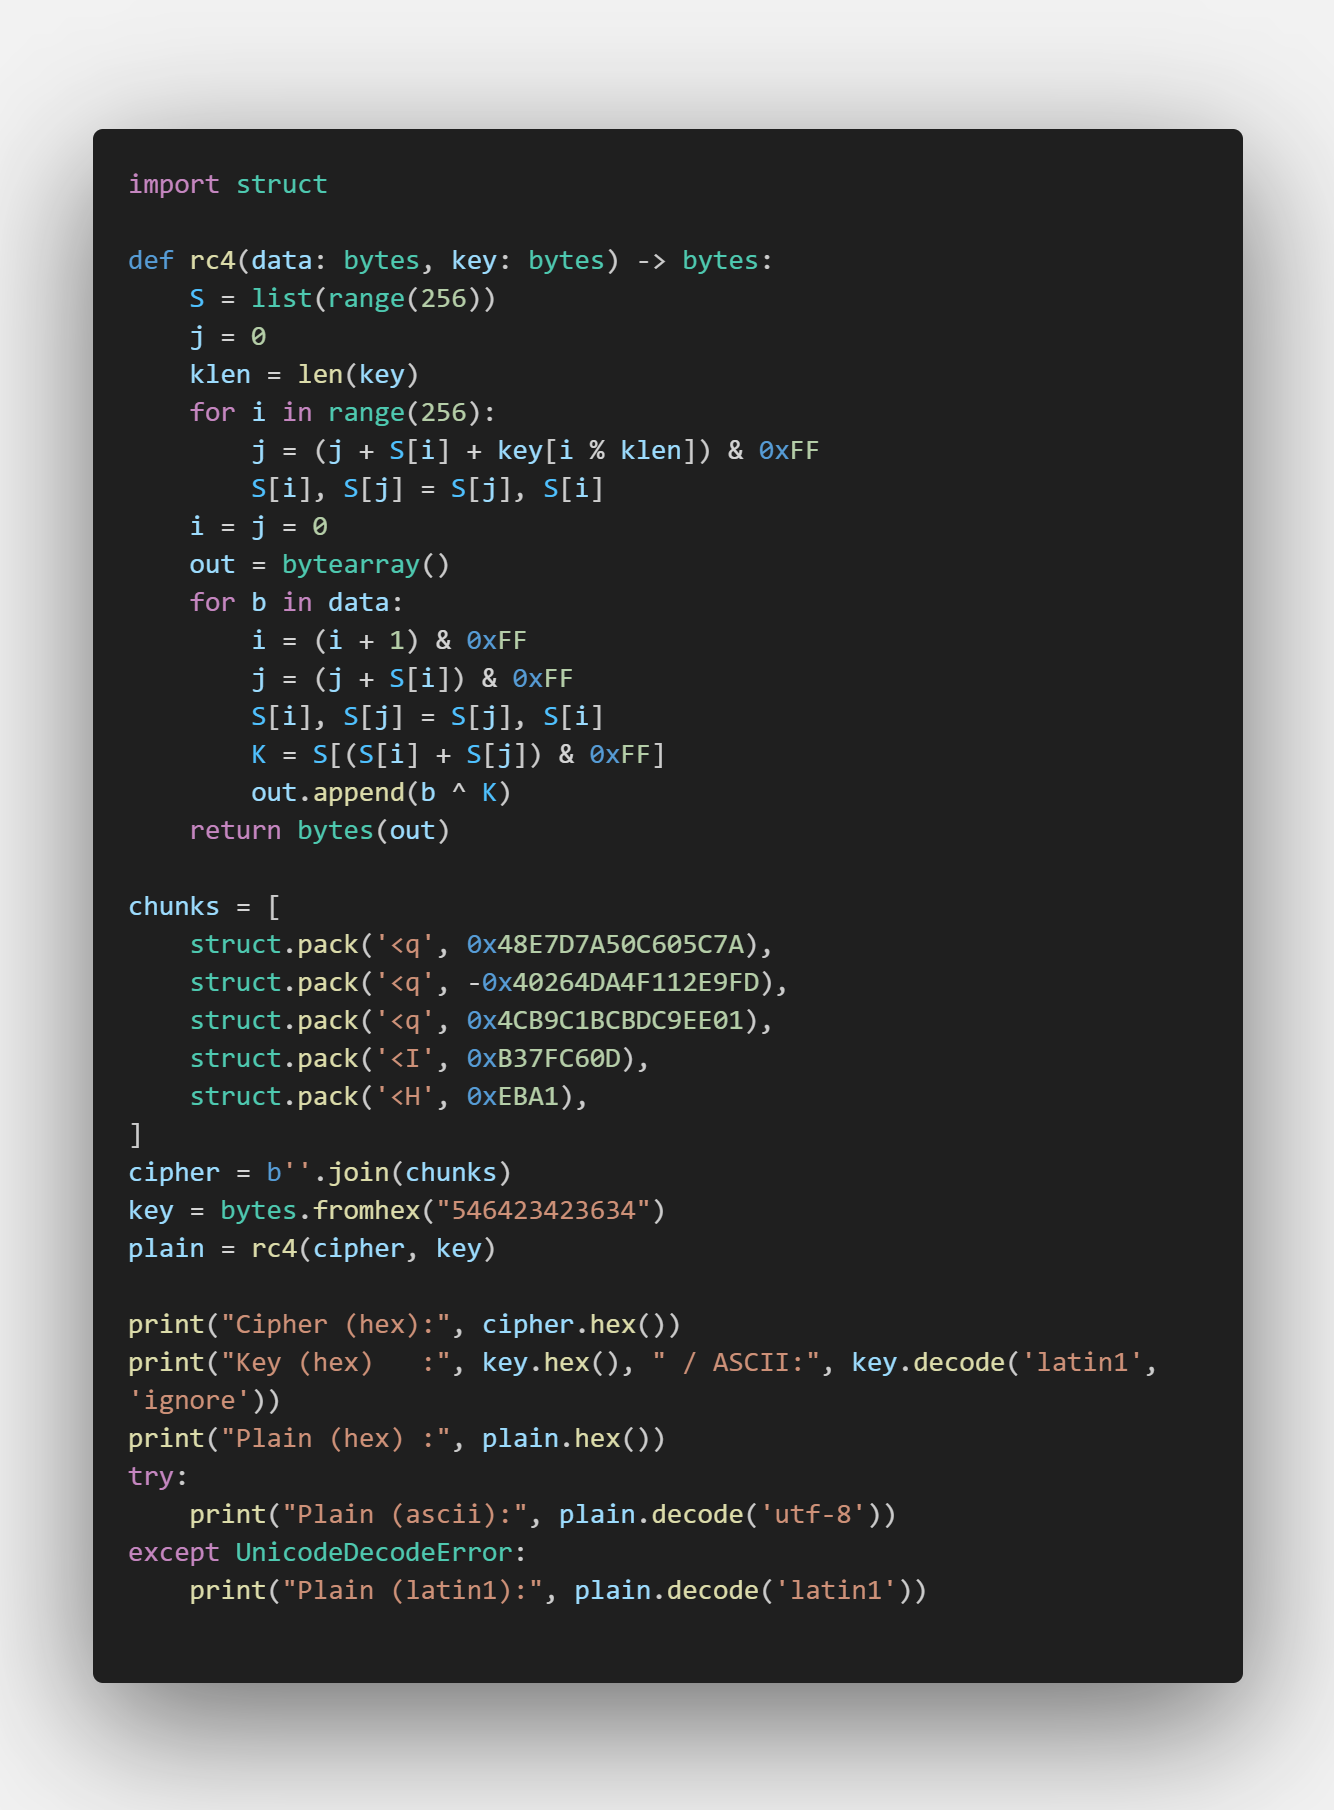 import struct

def rc4(data: bytes, key: bytes) -> bytes:
    S = list(range(256))
    j = 0
    klen = len(key)
    for i in range(256):
        j = (j + S[i] + key[i % klen]) & 0xFF
        S[i], S[j] = S[j], S[i]
    i = j = 0
    out = bytearray()
    for b in data:
        i = (i + 1) & 0xFF
        j = (j + S[i]) & 0xFF
        S[i], S[j] = S[j], S[i]
        K = S[(S[i] + S[j]) & 0xFF]
        out.append(b ^ K)
    return bytes(out)

chunks = [
    struct.pack('<q', 0x48E7D7A50C605C7A),
    struct.pack('<q', -0x40264DA4F112E9FD),
    struct.pack('<q', 0x4CB9C1BCBDC9EE01),
    struct.pack('<I', 0xB37FC60D),
    struct.pack('<H', 0xEBA1),
]
cipher = b''.join(chunks)
key = bytes.fromhex("546423423634")
plain = rc4(cipher, key)

print("Cipher (hex):", cipher.hex())
print("Key (hex)   :", key.hex(), " / ASCII:", key.decode('latin1',
'ignore'))
print("Plain (hex) :", plain.hex())
try:
    print("Plain (ascii):", plain.decode('utf-8'))
except UnicodeDecodeError:
    print("Plain (latin1):", plain.decode('latin1'))